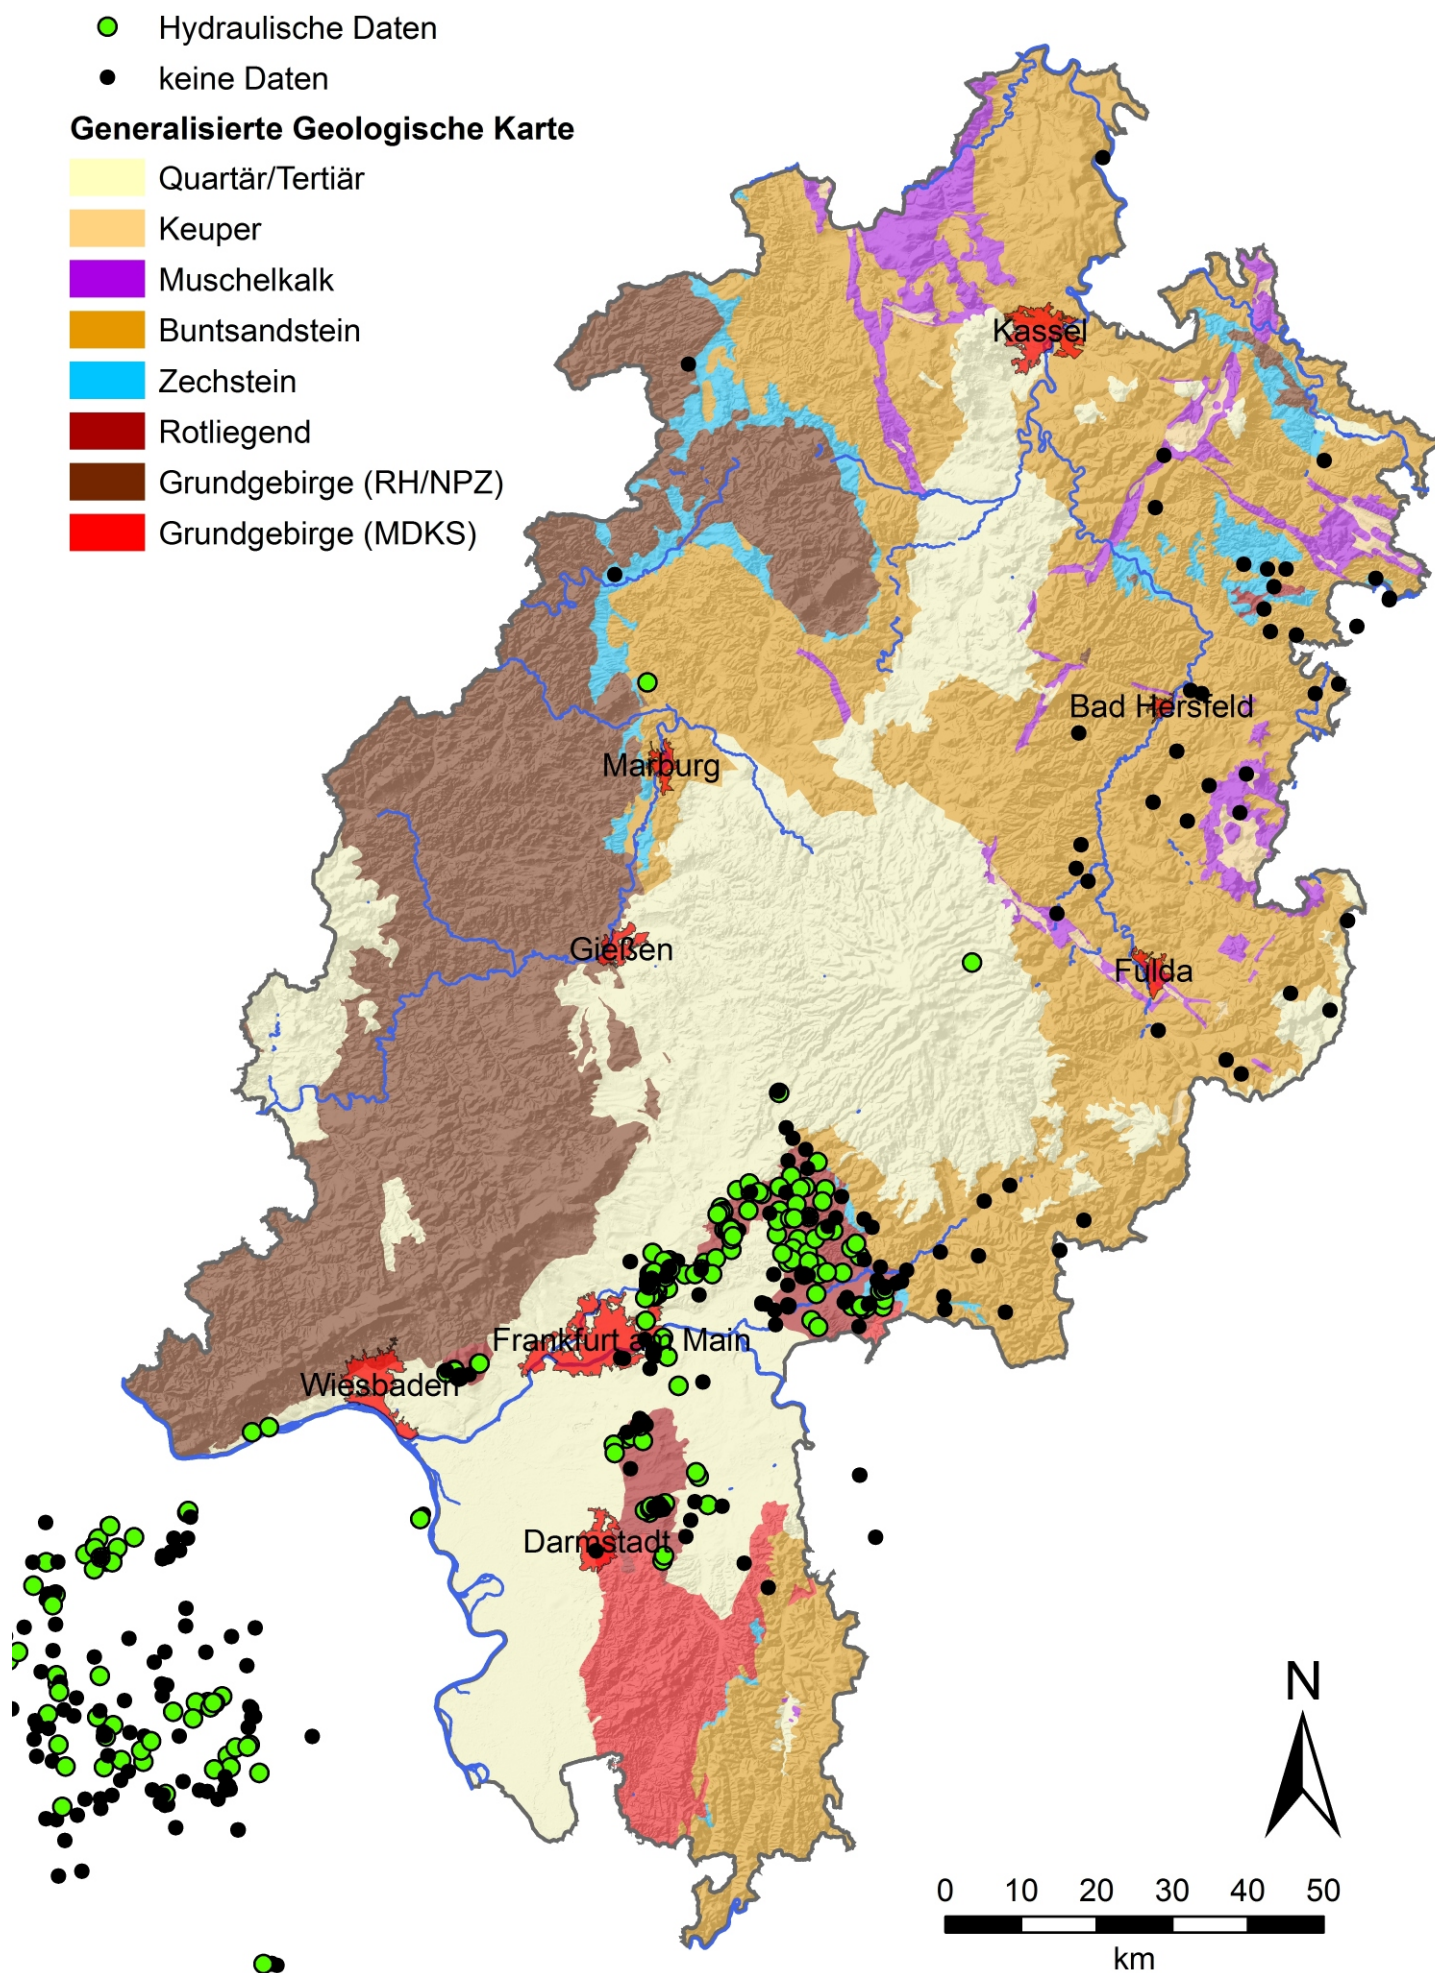 Hydraulische Daten
keine Daten
Generalisierte Geologische Karte
Quartär/Tertiär
Keuper
Muschelkalk
Buntsandstein
Zechstein
Rotliegend
Grundgebirge (RH/NPZ)
Grundgebirge (MDKS)
Kassel
Bad Hersfeld
Marburg
Gießen
Fulda
Frankfurt am Main
Wiesbaden
Darmstadt
N
0 10 20 30 40 50
km